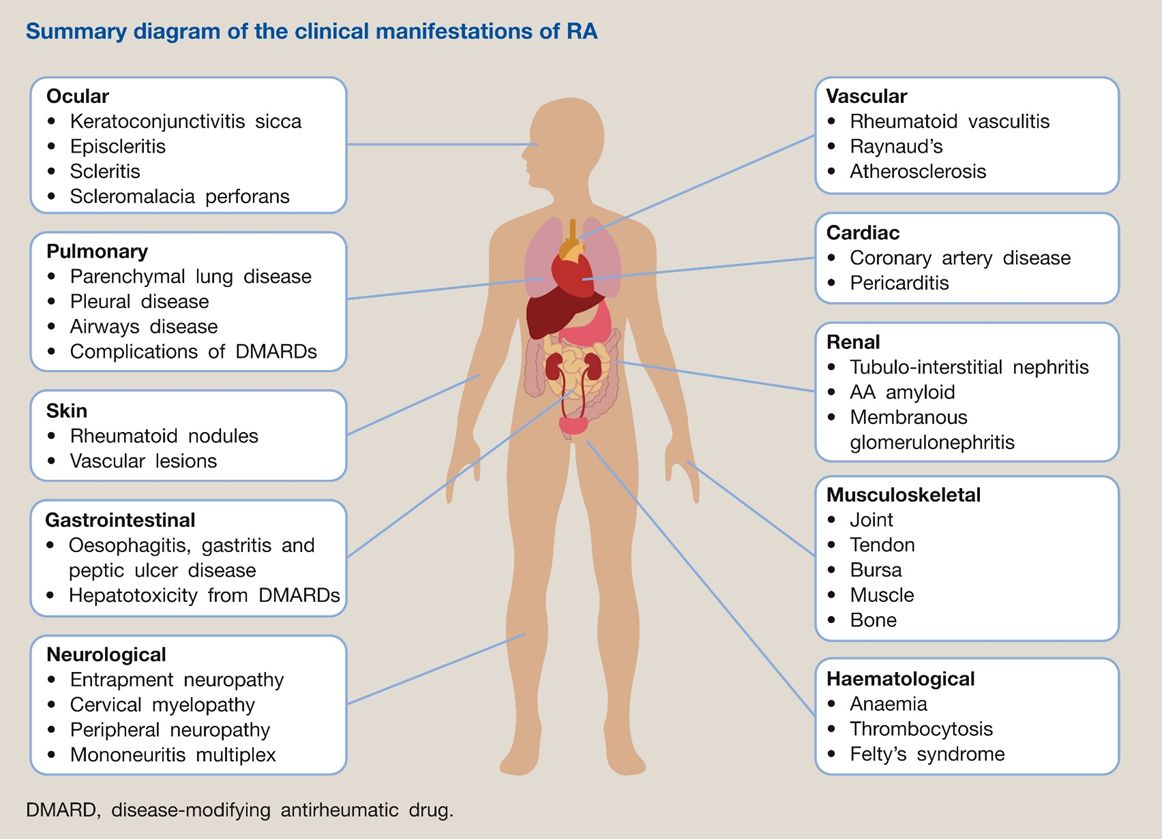 Summary diagram of the clinical manifestations of RA
Ocular
• Keratoconjunctivitis sicca
• Episcleritis
• Scleritis
• Scleromalacia perforans
Pulmonary
• Parenchymal lung disease
• Pleural disease
• Airways disease
• Complications of DMARDs
Skin
• Rheumatoid nodules
• Vascular lesions
Gastrointestinal
• Oesophagitis, gastritis and
peptic ulcer disease
• Hepatotoxicity from DMARDs
Neurological
• Entrapment neuropathy
• Cervical myelopathy
• Peripheral neuropathy
• Mononeuritis multiplex
Vascular
• Rheumatoid vasculitis
• Raynaud’s
• Atherosclerosis
Cardiac
• Coronary artery disease
• Pericarditis
Renal
• Tubulo-interstitial nephritis
• AA amyloid
• Membranous
glomerulonephritis
Musculoskeletal
• Joint
• Tendon
• Bursa
• Muscle
• Bone
Haematological
• Anaemia
• Thrombocytosis
• Felty’s syndrome
DMARD, disease-modifying antirheumatic drug.